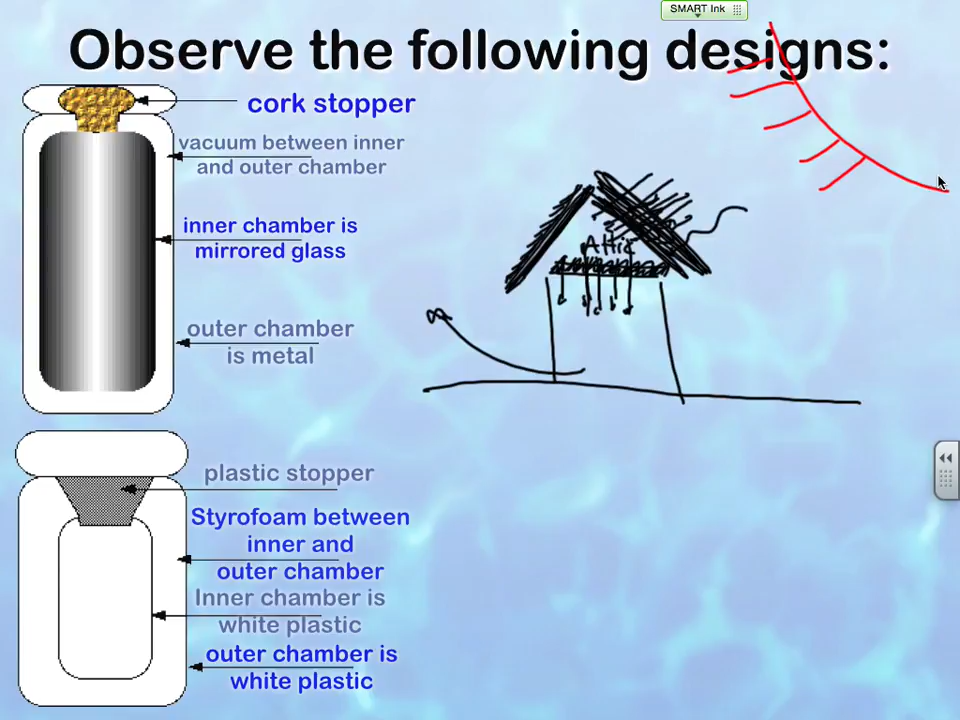 SMART Ink
Observe the following designs:
cork stopper
vacuum between inner
and outer chamber
inner chamber is
mirrored glass
Attic
outer chamber
is metal
plastic stopper
Styrofoam between
inner and
outer chamber
Inner chamber is
white plastic
outer chamber is
white plastic